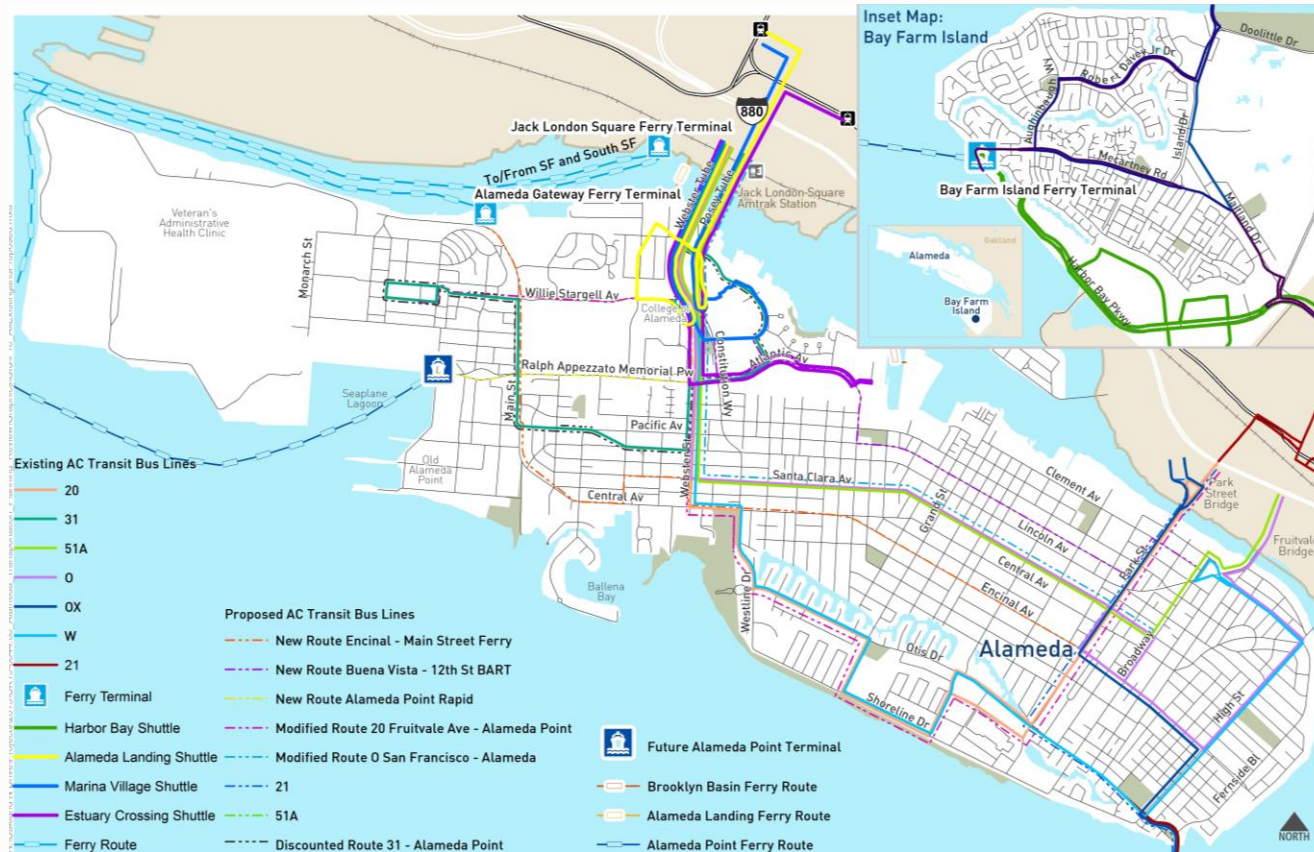 Inset Map:
Bay Farm Island
Doolittle Dr
Robert Davey Jr Dr
Aughinbaugh Wy
Island Dr
Mecartney Rd
Bay Farm Island Ferry Terminal
Maitland Dr
Harbor Bay Pkwy
Oakland
Alameda
Bay Farm
Island
880
Jack London Square Ferry Terminal
To/From SF and South SF
Alameda Gateway Ferry Terminal
Webster Tube
Posey Tube
Jack London-Square
Amtrak Station
Veteran's
Administrative
Health Clinic
Monarch St
Willie Stargell Av
College of
Alameda
Constitution WY
Atlantic Av
Ralph Appezzato Memorial Pw
Seaplane
Lagoon
Main St
Pacific Av
Webster St
Old
Alameda
Point
Central Av
Santa Clara Av
Grand St
Clement Av
Lincoln Av
Central Av
Encinal Av
Park St
Park
Street
Bridge
Fruitvale
Bridge
Ballena
Bay
Westline Dr
Otis Dr
Shoreline Dr
Alameda
Broadway
High St
Fernside Bl
NORTH
Existing AC Transit Bus Lines
20
31
51A
O
OX
W
21
Ferry Terminal
Harbor Bay Shuttle
Alameda Landing Shuttle
Marina Village Shuttle
Estuary Crossing Shuttle
Ferry Route
Proposed AC Transit Bus Lines
New Route Encinal - Main Street Ferry
New Route Buena Vista - 12th St BART
New Route Alameda Point Rapid
Modified Route 20 Fruitvale Ave - Alameda Point
Modified Route O San Francisco - Alameda
21
51A
Discounted Route 31 - Alameda Point
Future Alameda Point Terminal
Brooklyn Basin Ferry Route
Alameda Landing Ferry Route
Alameda Point Ferry Route